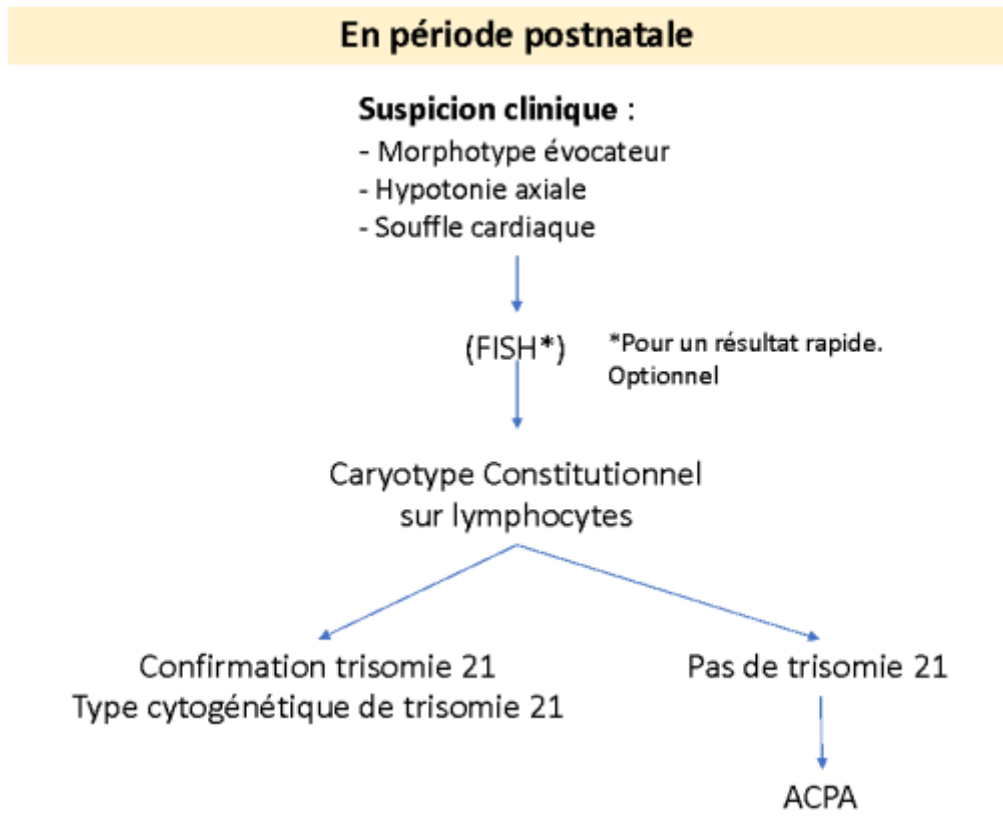 En période postnatale
Suspicion clinique :
- Morphotype évocateur
- Hypotonie axiale
- Souffle cardiaque
(FISH*)
*Pour un résultat rapide.
Optionnel
Caryotype Constitutionnel
sur lymphocytes
Confirmation trisomie 21
Type cytogénétique de trisomie 21
Pas de trisomie 21
ACPA